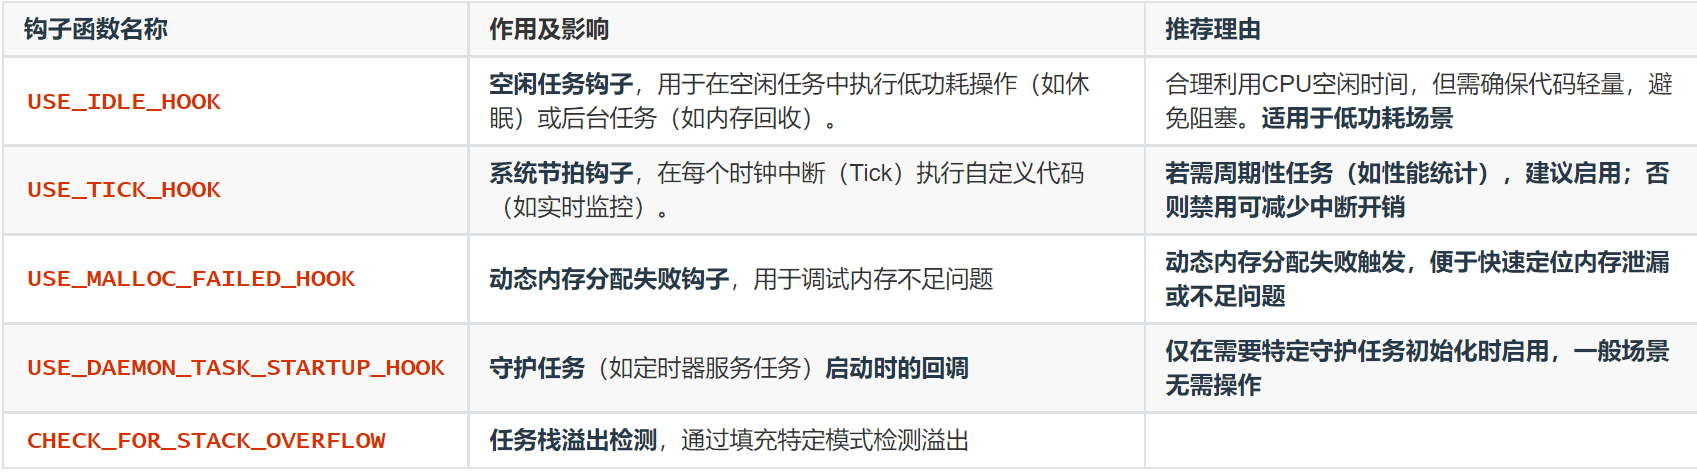 钩子函数名称
作用及影响
推荐理由
USE_IDLE_HOOK
空闲任务钩子，用于在空闲任务中执行低功耗操作（如休
眠）或后台任务（如内存回收）。
合理利用CPU空闲时间，但需确保代码轻量，避
免阻塞。适用于低功耗场景
USE_TICK_HOOK
系统节拍钩子，在每个时钟中断（Tick）执行自定义代码
（如实时监控）。
若需周期性任务（如性能统计），建议启用；否
则禁用可减少中断开销
USE_MALLOC_FAILED_HOOK
动态内存分配失败钩子，用于调试内存不足问题
动态内存分配失败触发，便于快速定位内存泄漏
或不足问题
USE_DAEMON_TASK_STARTUP_HOOK
守护任务（如定时器服务任务）启动时的回调
仅在需要特定守护任务初始化时启用，一般场景
无需操作
CHECK_FOR_STACK_OVERFLOW
任务栈溢出检测，通过填充特定模式检测溢出